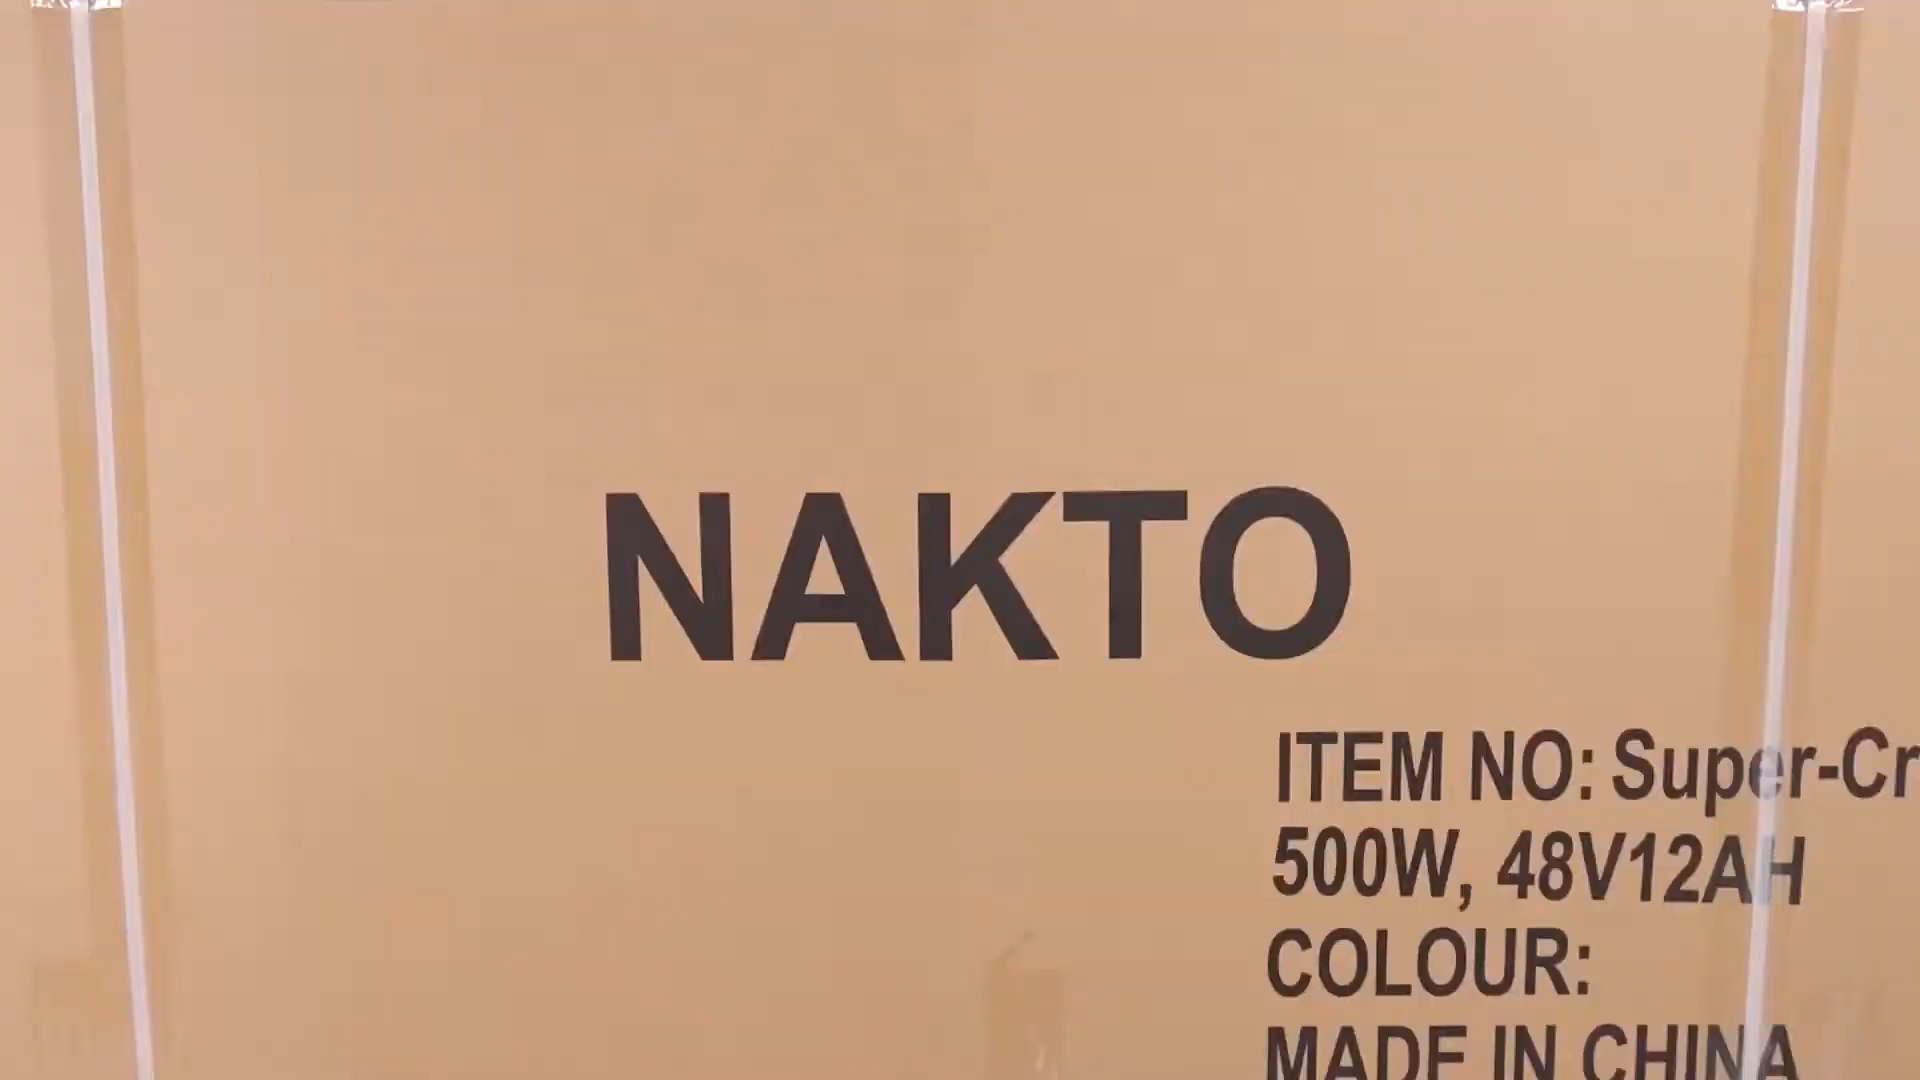 NAKTO
ITEM NO: Super-Cr
500W, 48V12AH
COLOUR:
MADE IN CHINA